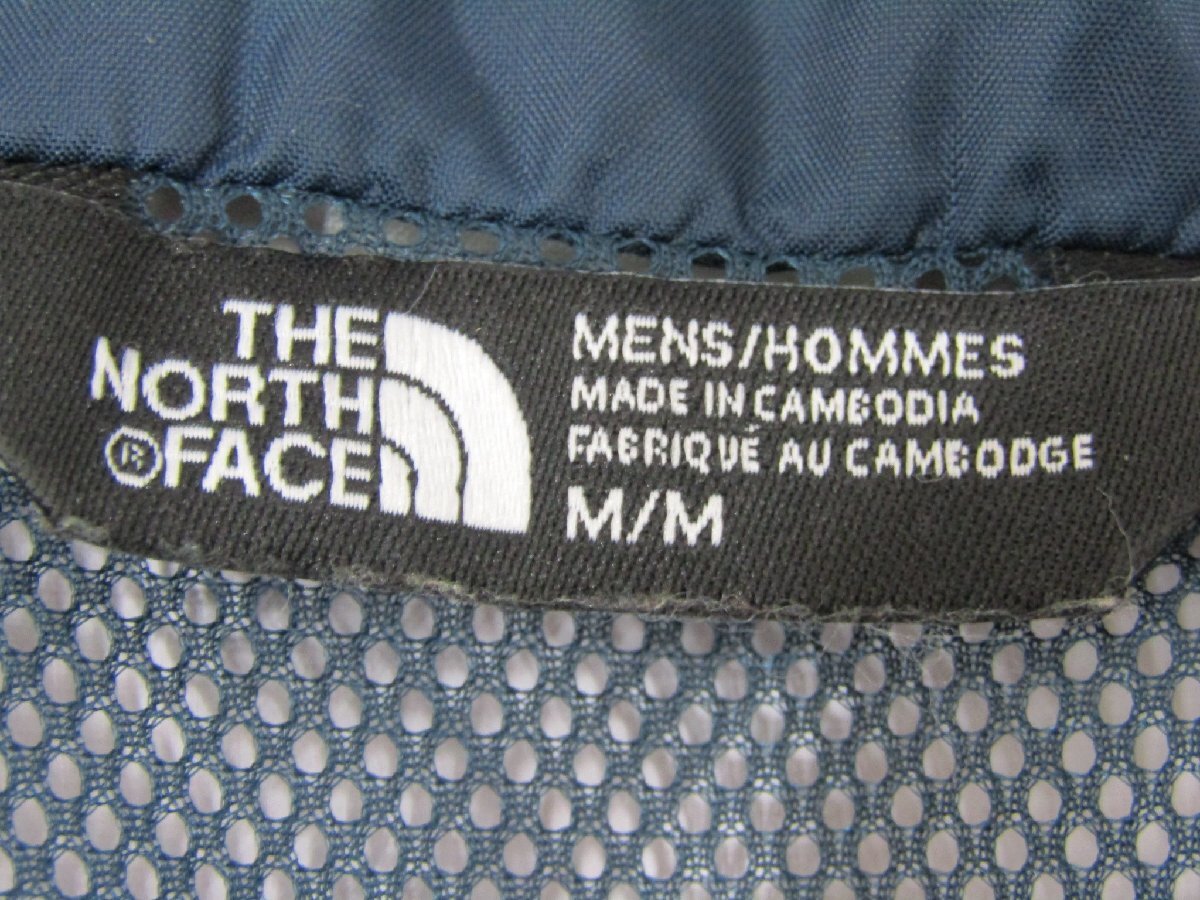 THE
NORTH
®FACE
MENS/HOMMES
MADE IN CAMBODIA
FABRIQUÉ AU CAMBODGE
M/M